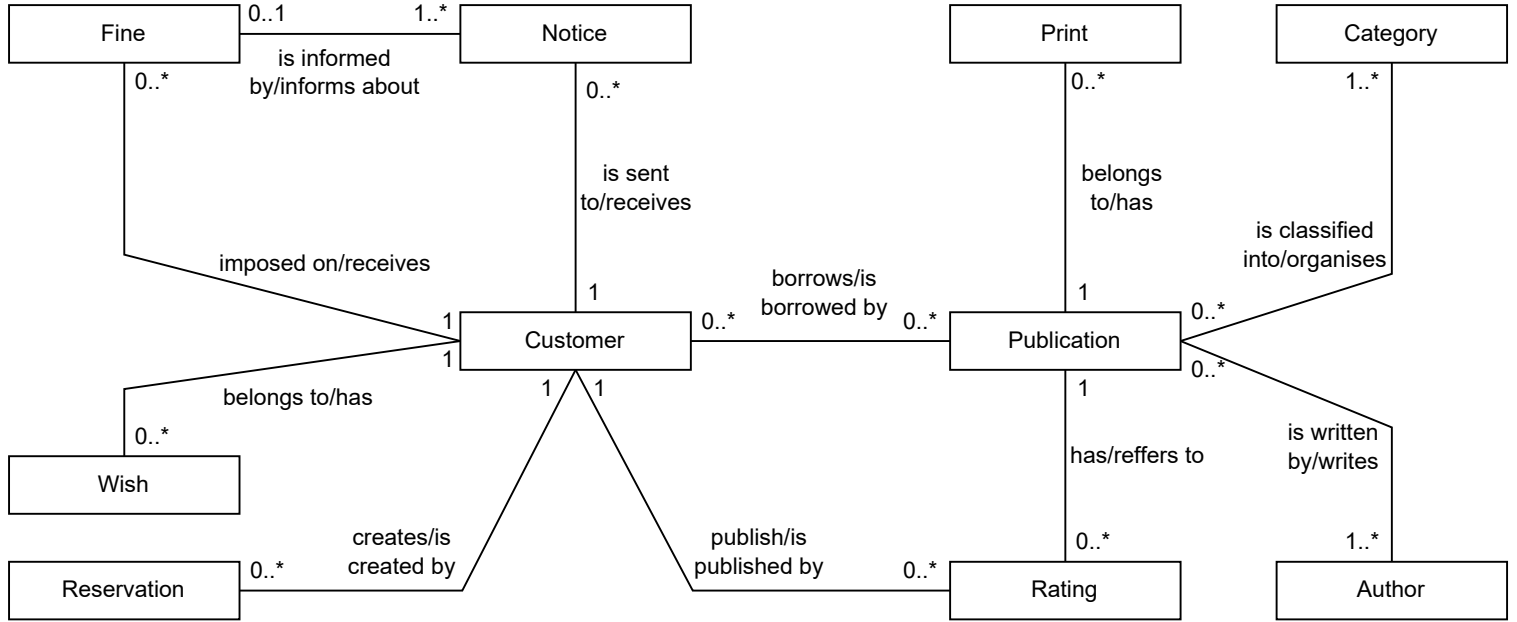 Fine
0..1
1..*
Notice
Print
Category
is informed
by/informs about
0..*
0..*
0..*
1..*
is sent
to/receives
belongs
to/has
is classified
into/organises
imposed on/receives
borrows/is
borrowed by
1
1
0..*
1
Customer
0..*
0..*
Publication
1
0..*
1
1
1
belongs to/has
0..*
Wish
has/reffers to
is written
by/writes
creates/is
created by
publish/is
published by
0..*
1..*
Reservation
0..*
0..*
Rating
Author